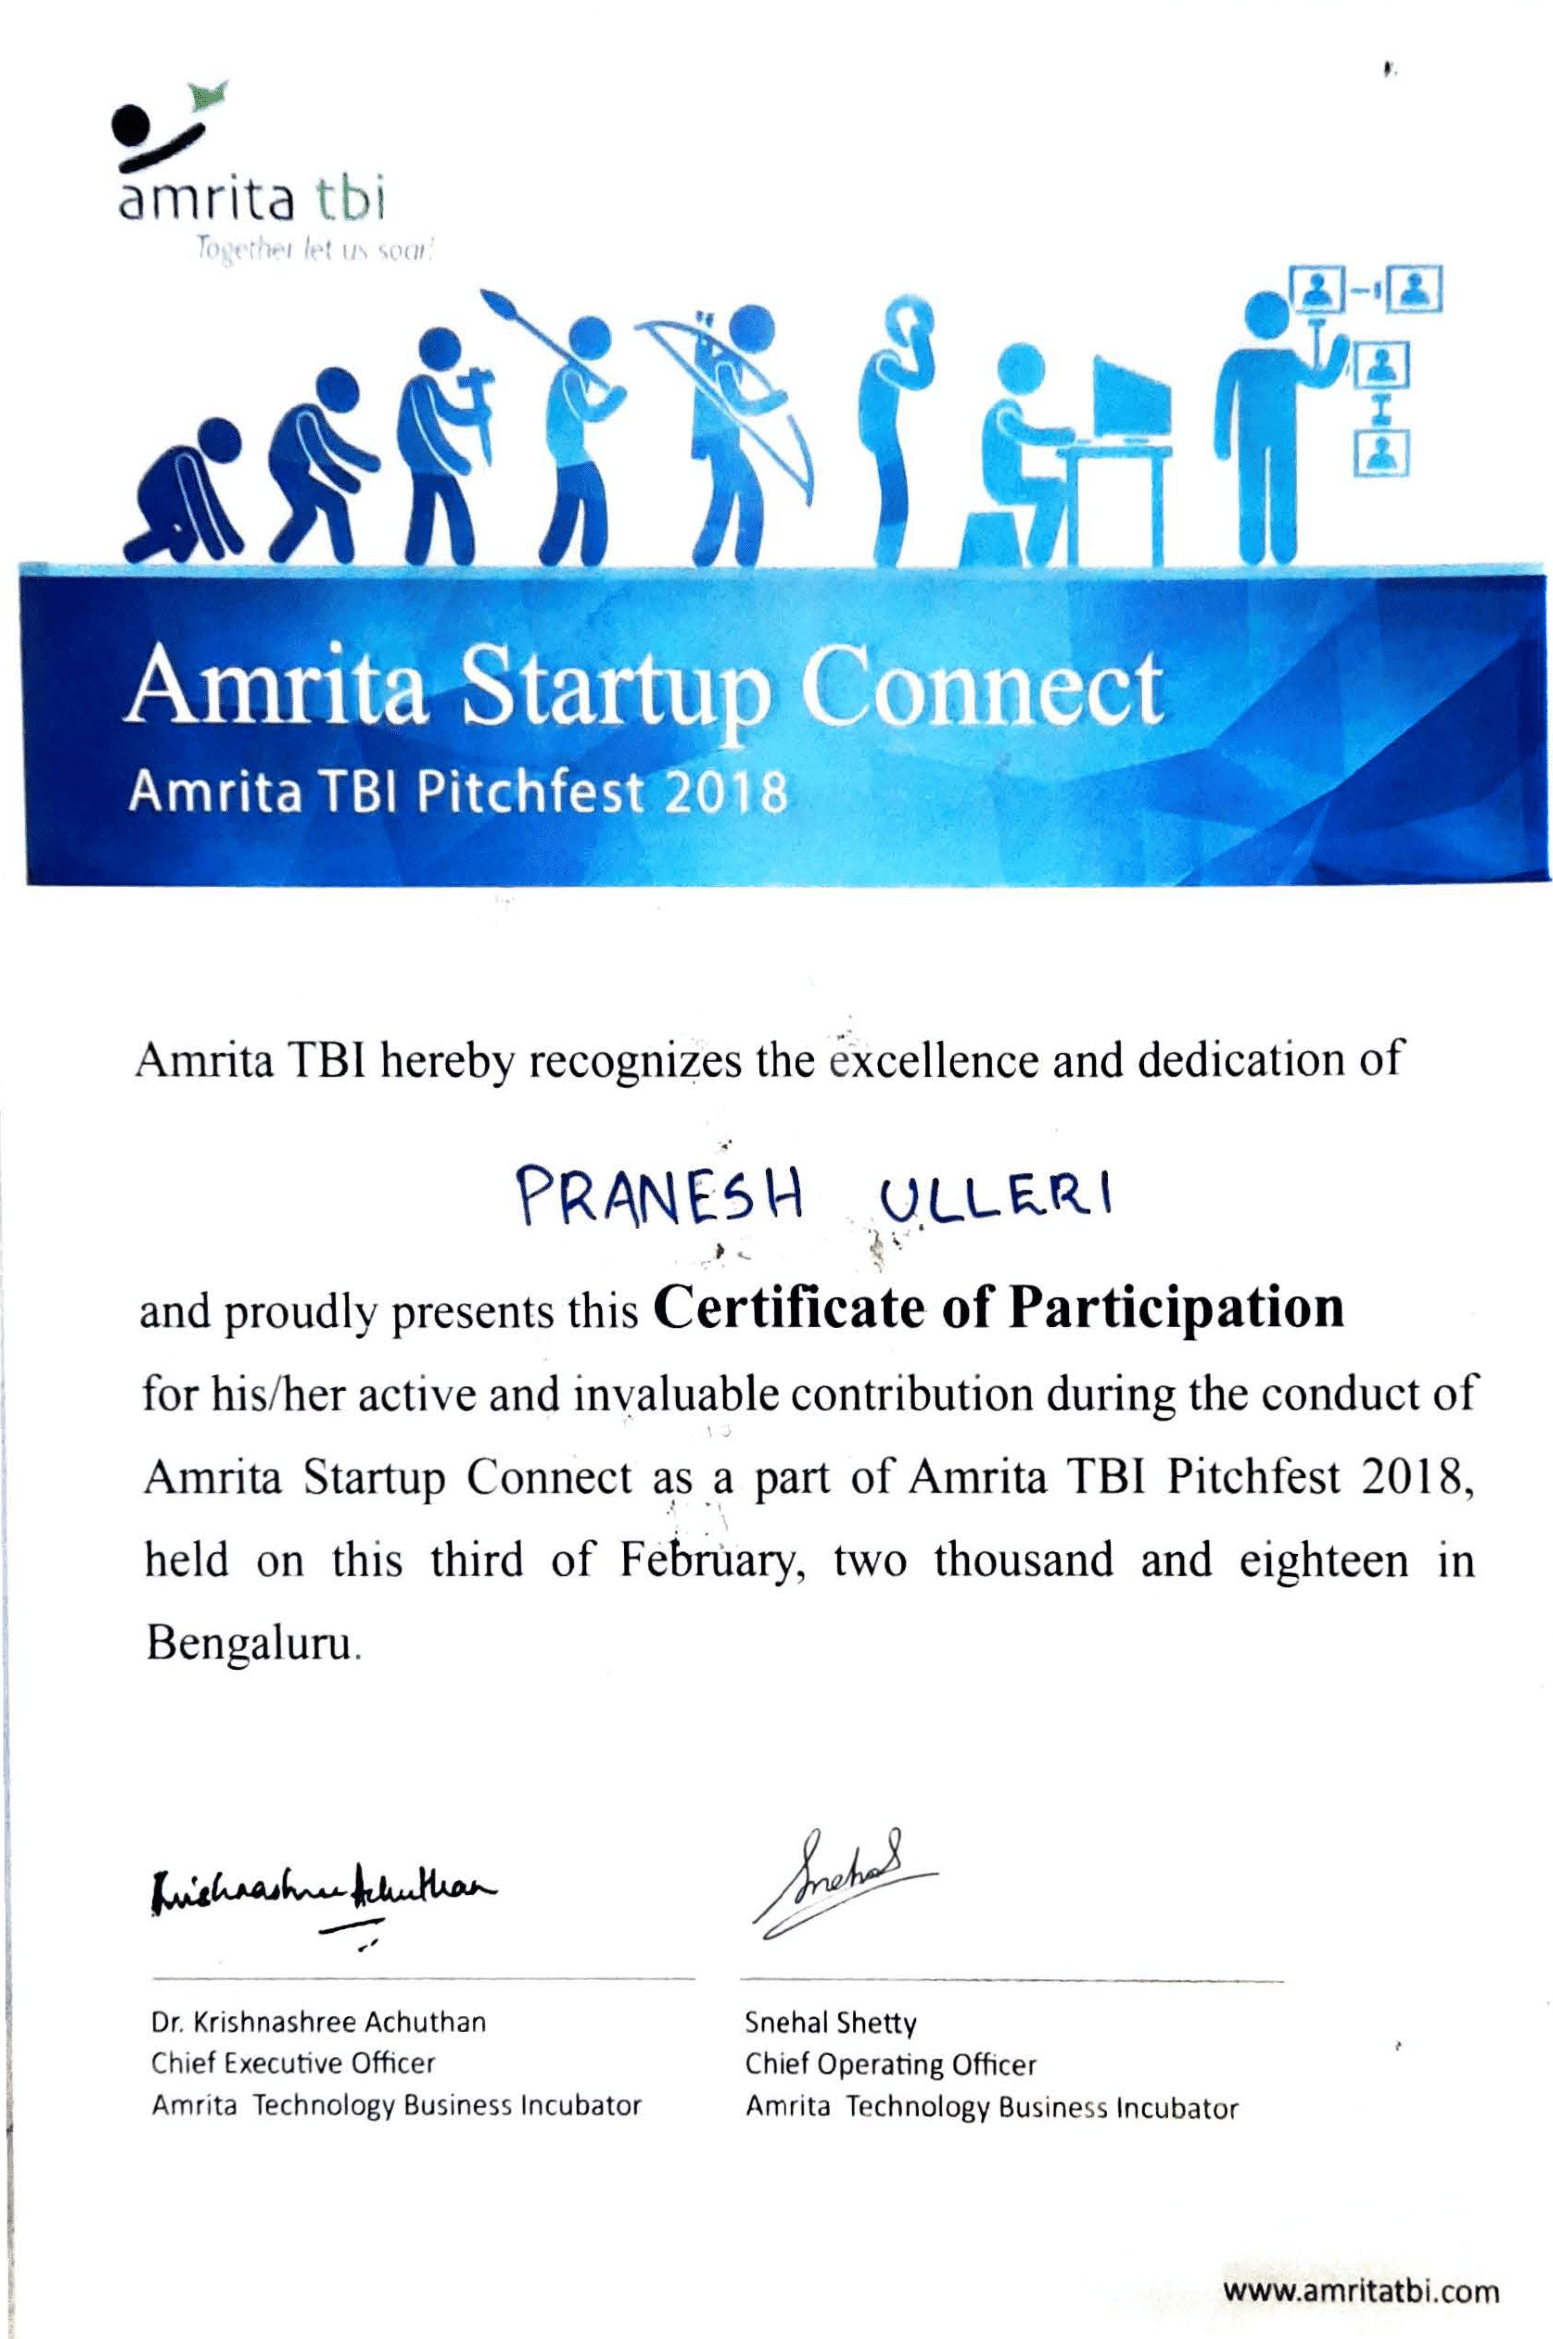 amrita tbi
Together let us soar!
Amrita Startup Connect
Amrita TBI Pitchfest 2018
Amrita TBI hereby recognizes the excellence and dedication of
PRANESH ULLERI
and proudly presents this Certificate of Participation
for his/her active and invaluable contribution during the conduct of
Amrita Startup Connect as a part of Amrita TBI Pitchfest 2018,
held on this third of February, two thousand and eighteen in
Bengaluru.
Krishnashree Achuthan
Snehal
Dr. Krishnashree Achuthan
Chief Executive Officer
Amrita Technology Business Incubator
Snehal Shetty
Chief Operating Officer
Amrita Technology Business Incubator
www.amritatbi.com